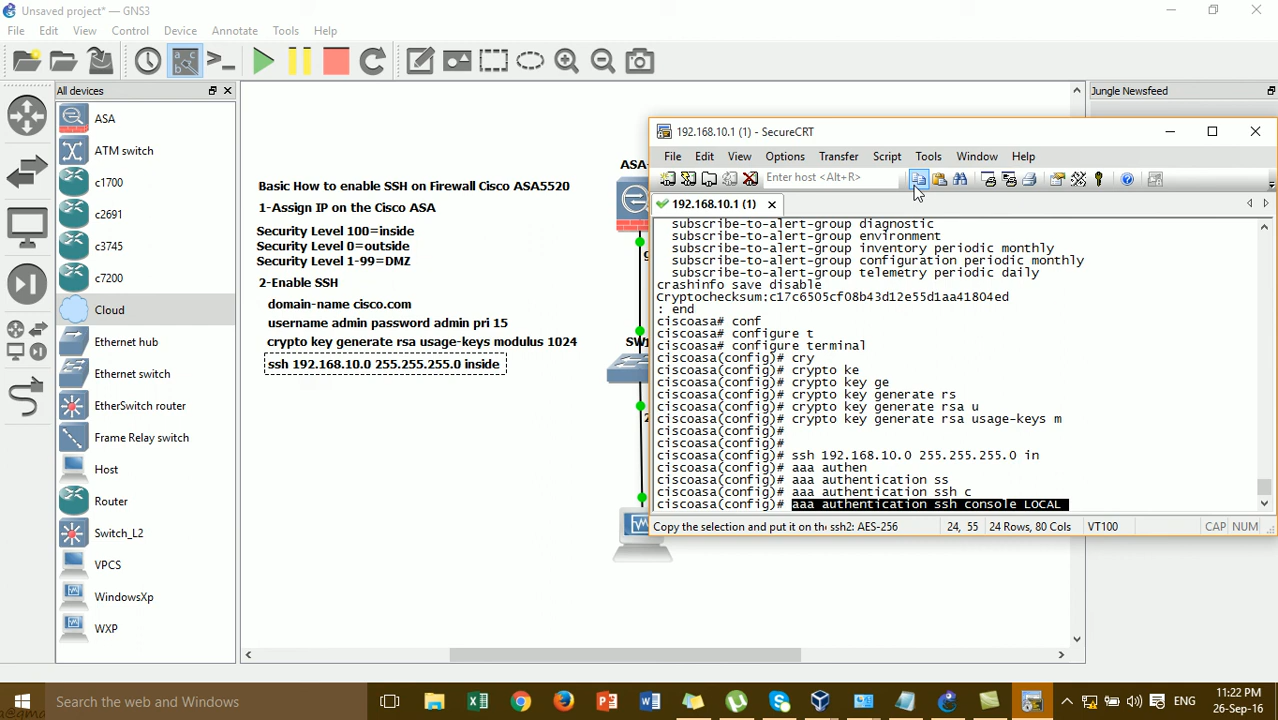 Unsaved project* — GNS3
File Edit View Control Device Annotate Tools Help
All devices
ASA
ATM switch
c1700
c2691
c3745
c7200
Cloud
Ethernet hub
Ethernet switch
EtherSwitch router
Frame Relay switch
Host
Router
Switch_L2
VPCS
WindowsXp
WXP
Basic How to enable SSH on Firewall Cisco ASA5520
1-Assign IP on the Cisco ASA
Security Level 100=inside
Security Level 0=outside
Security Level 1-99=DMZ
2-Enable SSH
domain-name cisco.com
username admin password admin pri 15
crypto key generate rsa usage-keys modulus 1024
ssh 192.168.10.0 255.255.255.0 inside
ASA-
SW1
Jungle Newsfeed
192.168.10.1 (1) - SecureCRT
File Edit View Options Transfer Script Tools Window Help
Enter host <Alt+R>
192.168.10.1 (1)
subscribe-to-alert-group diagnostic
subscribe-to-alert-group environment
subscribe-to-alert-group inventory periodic monthly
subscribe-to-alert-group configuration periodic monthly
subscribe-to-alert-group telemetry periodic daily
crashinfo save disable
Cryptochecksum:c17c6505cf08b43d12e55d1aa41804ed
: end
ciscoasa# conf
ciscoasa# configure t
ciscoasa# configure terminal
ciscoasa(config)# cry
ciscoasa(config)# crypto ke
ciscoasa(config)# crypto key ge
ciscoasa(config)# crypto key generate rs
ciscoasa(config)# crypto key generate rsa u
ciscoasa(config)# crypto key generate rsa usage-keys m
ciscoasa(config)#
ciscoasa(config)#
ciscoasa(config)# ssh 192.168.10.0 255.255.255.0 in
ciscoasa(config)# aaa authen
ciscoasa(config)# aaa authentication ss
ciscoasa(config)# aaa authentication ssh c
ciscoasa(config)# aaa authentication ssh console LOCAL
Copy the selection and put it on the ssh2: AES-256 24, 55 24 Rows, 80 Cols VT100 CAP NUM
Search the web and Windows
ENG
11:22 PM
26-Sep-16